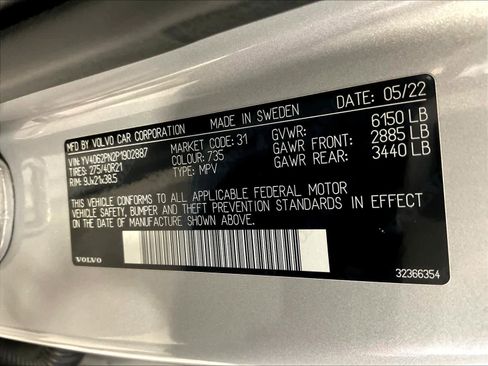 MFD BY VOLVO CAR CORPORATION MADE IN SWEDEN DATE: 05/22
VIN: YV4062PN2P1902887 MARKET CODE: 31 GVWR: 6150 LB
TIRES: 275/40R21 COLOUR: 735 GAWR FRONT: 2885 LB
RIM: 9Jx21x38.5 TYPE: MPV GAWR REAR: 3440 LB
THIS VEHICLE CONFORMS TO ALL APPLICABLE FEDERAL MOTOR
VEHICLE SAFETY, BUMPER AND THEFT PREVENTION STANDARDS IN EFFECT
ON THE DATE OF MANUFACTURE SHOWN ABOVE.
VOLVO 32366354